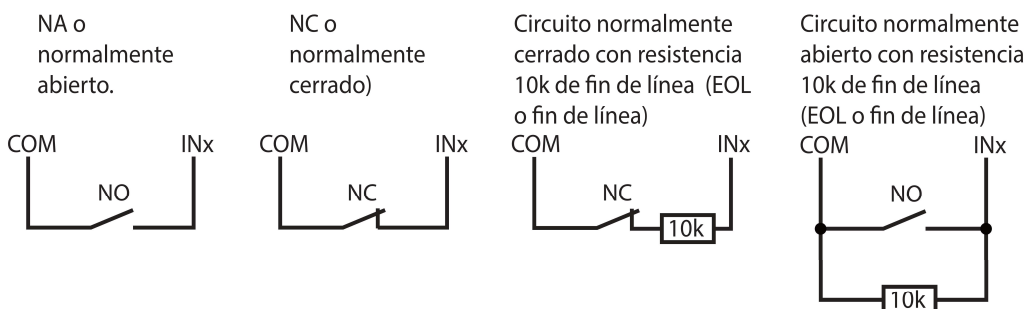 NA o
normalmente
abierto.
COM INx
NO
NC o
normalmente
cerrado)
COM INx
NC
Circuito normalmente
cerrado con resistencia
10k de fin de línea (EOL
o fin de línea)
COM INx
NC
10k
Circuito normalmente
abierto con resistencia
10k de fin de línea
(EOL o fin de línea)
COM INx
NO
10k